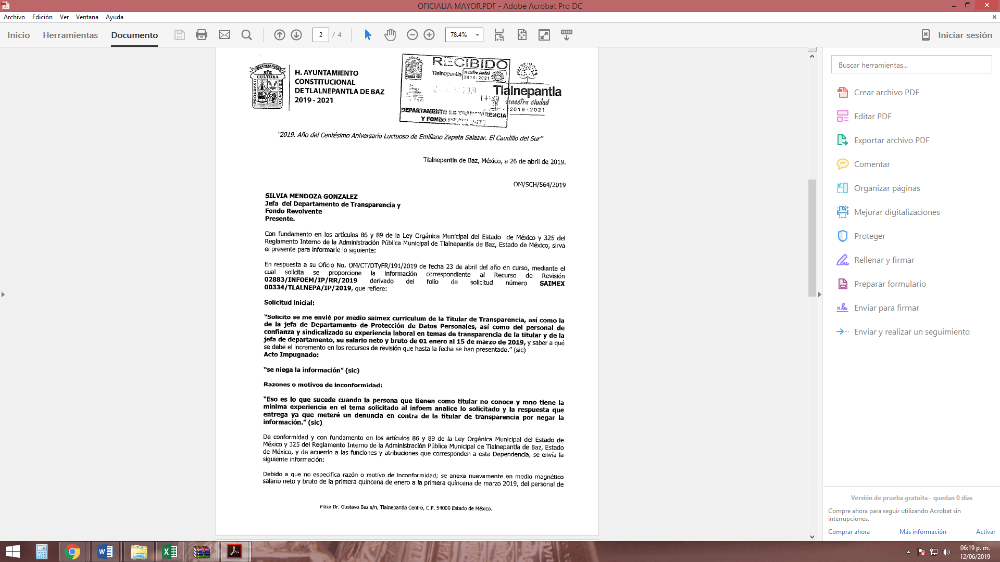 OFICIALIA MAYOR.PDF - Adobe Acrobat Pro DC
Archivo Edición Ver Ventana Ayuda
Inicio Herramientas Documento 2 / 4 78.4% Iniciar sesión
H. AYUNTAMIENTO
CONSTITUCIONAL
DE TLALNEPANTLA DE BAZ
2019 - 2021
TLALNEPANTLA
CULTURA
PROGRESO
TRABAJO
RECIBIDO
Tlalnepantla nuestra ciudad
2019-2021
17:58
DEPARTAMENTO DE TRANSPARENCIA
Y FONDO
Tlalnepantla
nuestra ciudad
2019-2021
"2019. Año del Centésimo Aniversario Luctuoso de Emiliano Zapata Salazar. El Caudillo del Sur"
Tlalnepantla de Baz, México, a 26 de abril de 2019.
OM/SCH/564/2019
SILVIA MENDOZA GONZALEZ
Jefa del Departamento de Transparencia y
Fondo Revolvente
Presente.
Con fundamento en los artículos 86 y 89 de la Ley Orgánica Municipal del Estado de México y 325 del
Reglamento Interno de la Administración Pública Municipal de Tlalnepantla de Baz, Estado de México, sirva
el presente para informarle lo siguiente:
En respuesta a su Oficio No. OM/CT/DTyFR/191/2019 de fecha 23 de abril del año en curso, mediante el
cual solicita se proporcione la información correspondiente al Recurso de Revisión
02883/INFOEM/IP/RR/2019 derivado del folio de solicitud número SAIMEX
00334/TLALNEPA/IP/2019, que refiere:
Solicitud inicial:
"Solicito se me envié por medio saimex curriculum de la Titular de Transparencia, así como la
de la jefa de Departamento de Protección de Datos Personales, así como del personal de
confianza y sindicalizado su experiencia laboral en temas de transparencia de la titular y de la
jefa de departamento, su salario neto y bruto de 01 enero al 15 de marzo de 2019, y saber a qué
se debe el incremento en los recursos de revisión que hasta la fecha se han presentado." (sic)
Acto Impugnado:
"se niega la información" (sic)
Razones o motivos de inconformidad:
"Eso es lo que sucede cuando la persona que tienen como titular no conoce y mno tiene la
mínima experiencia en el tema solicitado al infoem analice lo solicitado y la respuesta que
entrega ya que meteré un denuncia en contra de la titular de transparencia por negar la
información." (sic)
De conformidad y con fundamento en los artículos 86 y 89 de la Ley Orgánica Municipal del Estado de
México y 325 del Reglamento Interno de la Administración Pública Municipal de Tlalnepantla de Baz, Estado
de México, y de acuerdo a las funciones y atribuciones que corresponden a esta Dependencia, se envía la
siguiente información:
Debido a que no especifica razón o motivo de inconformidad; se anexa nuevamente en medio magnético
salario neto y bruto de la primera quincena de enero a la primera quincena de marzo 2019, del personal de
Plaza Dr. Gustavo Baz s/n, Tlalnepantla Centro, C.P. 54000 Estado de México.
Buscar herramientas...
Crear archivo PDF
Editar PDF
Exportar archivo PDF
Comentar
Organizar páginas
Mejorar digitalizaciones
Proteger
Rellenar y firmar
Preparar formulario
Enviar para firmar
Enviar y realizar un seguimiento
Versión de prueba gratuita - quedan 0 días
Compre ahora para seguir utilizando Acrobat sin
interrupciones.
Comprar ahora Más información Activar
06:19 p. m.
12/06/2019